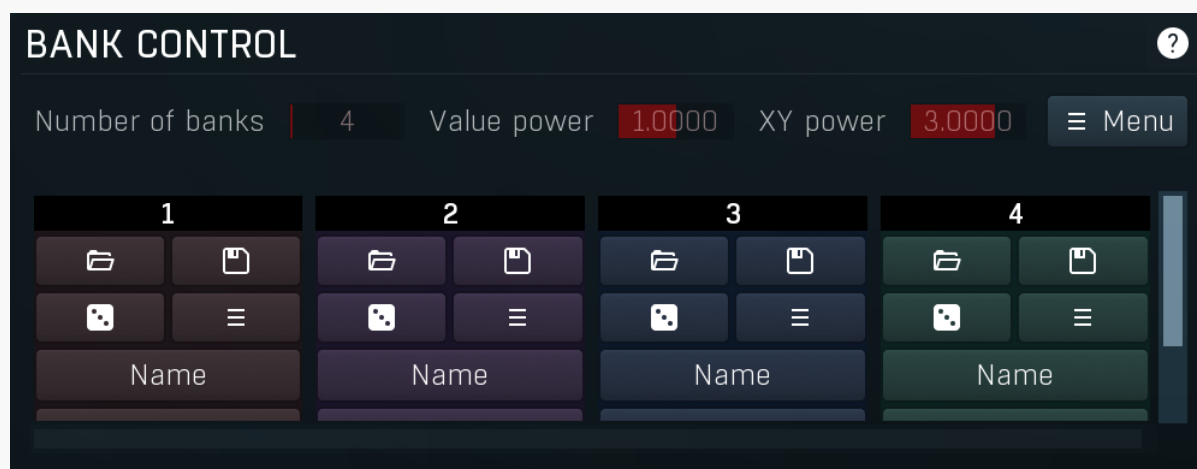 BANK CONTROL ?
Number of banks 4 Value power 1.0000 XY power 3.0000 Menu
1 2 3 4
Name Name Name Name